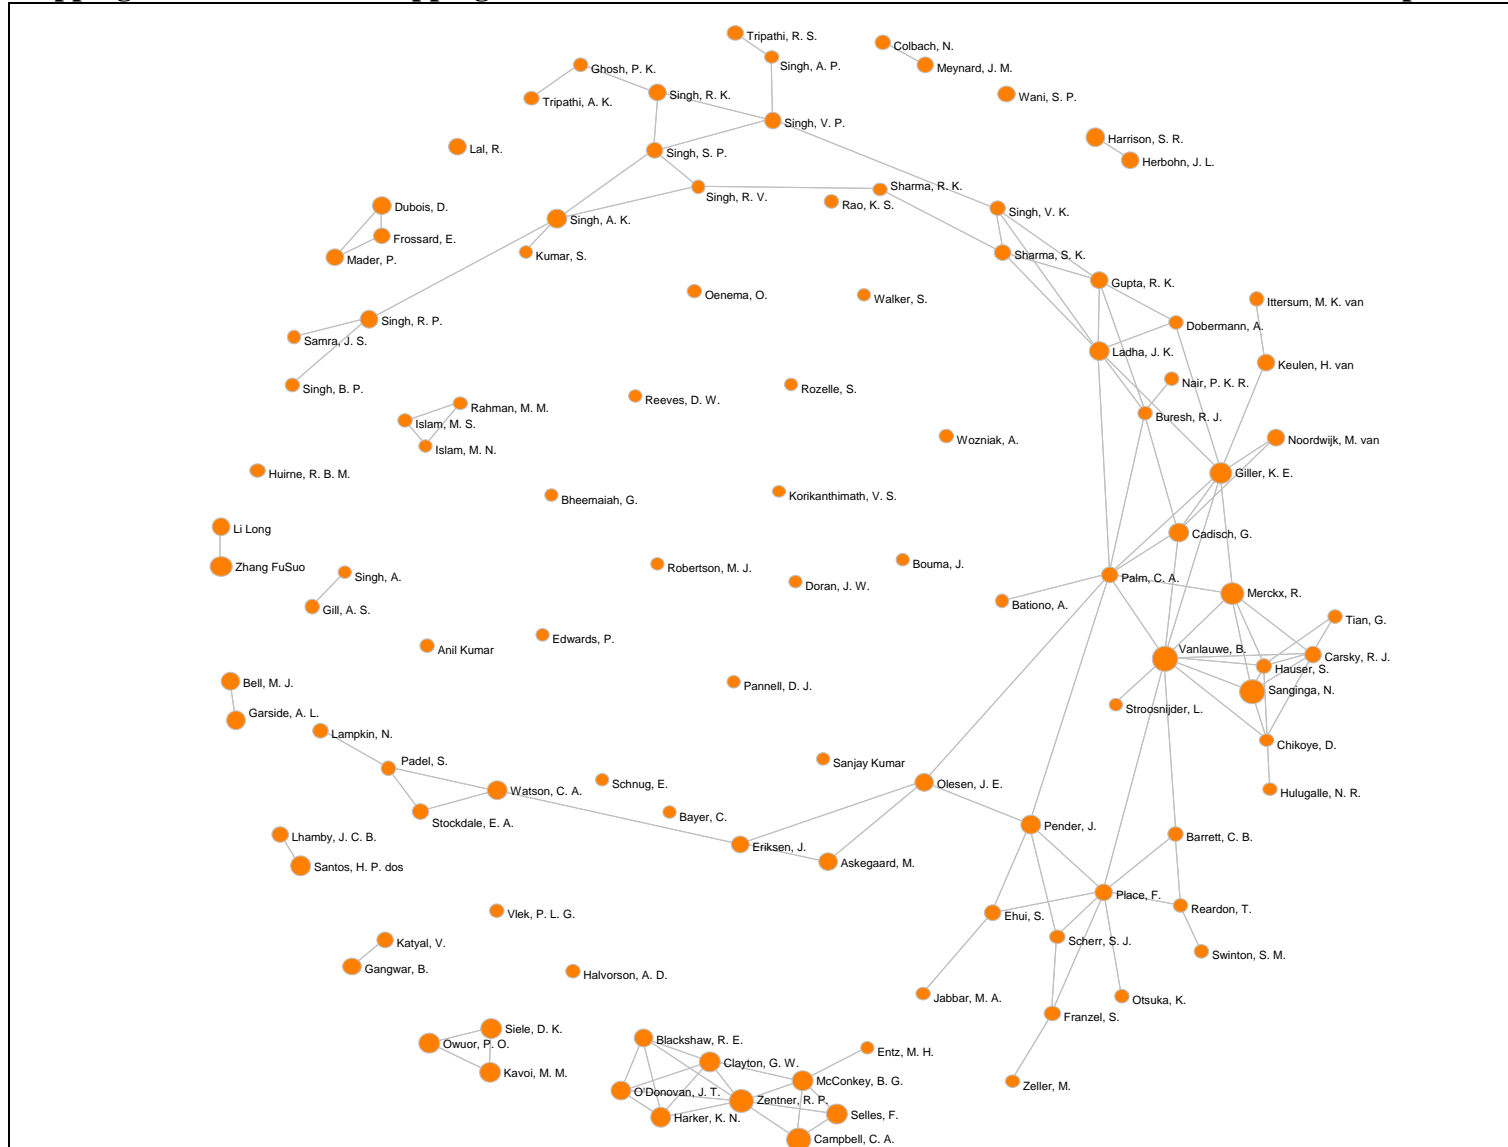 Tripathi, R. S.
Colbach, N.
Singh, A. P.
Meynard, J. M.
Ghosh, P. K.
Singh, R. K.
Wani, S. P.
Tripathi, A. K.
Singh, V. P.
Harrison, S. R.
Lal, R.
Singh, S. P.
Herbohn, J. L.
Sharma, R. K.
Singh, R. V.
Rao, K. S.
Dubois, D.
Singh, V. K.
Singh, A. K.
Frossard, E.
Kumar, S.
Sharma, S. K.
Mader, P.
Gupta, R. K.
Oenema, O.
Walker, S.
Ittersum, M. K. van
Singh, R. P.
Dobermann, A.
Samra, J. S.
Ladha, J. K.
Keulen, H. van
Singh, B. P.
Rozelle, S.
Nair, P. K. R.
Reeves, D. W.
Rahman, M. M.
Islam, M. S.
Buresh, R. J.
Islam, M. N.
Wozniak, A.
Noordwijk, M. van
Huirne, R. B. M.
Giller, K. E.
Bheemaiah, G.
Korikanthimath, V. S.
Li Long
Cadisch, G.
Zhang FuSuo
Robertson, M. J.
Bouma, J.
Singh, A.
Doran, J. W.
Palm, C. A.
Gill, A. S.
Bationo, A.
Merckx, R.
Tian, G.
Edwards, P.
Anil Kumar
Vanlauwe, B.
Carsky, R. J.
Hauser, S.
Bell, M. J.
Pannell, D. J.
Sanginga, N.
Garside, A. L.
Stroosnijder, L.
Lampkin, N.
Chikoye, D.
Padel, S.
Sanjay Kumar
Schnug, E.
Olesen, J. E.
Watson, C. A.
Hulugalle, N. R.
Stockdale, E. A.
Bayer, C.
Pender, J.
Lhamby, J. C. B.
Barrett, C. B.
Eriksen, J.
Santos, H. P. dos
Askegaard, M.
Place, F.
Vlek, P. L. G.
Ehui, S.
Reardon, T.
Katyal, V.
Scherr, S. J.
Swinton, S. M.
Gangwar, B.
Halvorson, A. D.
Jabbar, M. A.
Otsuka, K.
Franzel, S.
Siele, D. K.
Owuor, P. O.
Blackshaw, R. E.
Entz, M. H.
Clayton, G. W.
Kavoi, M. M.
McConkey, B. G.
Zeller, M.
O'Donovan, J. T.
Zentner, R. P.
Harker, K. N.
Selles, F.
Campbell, C. A.